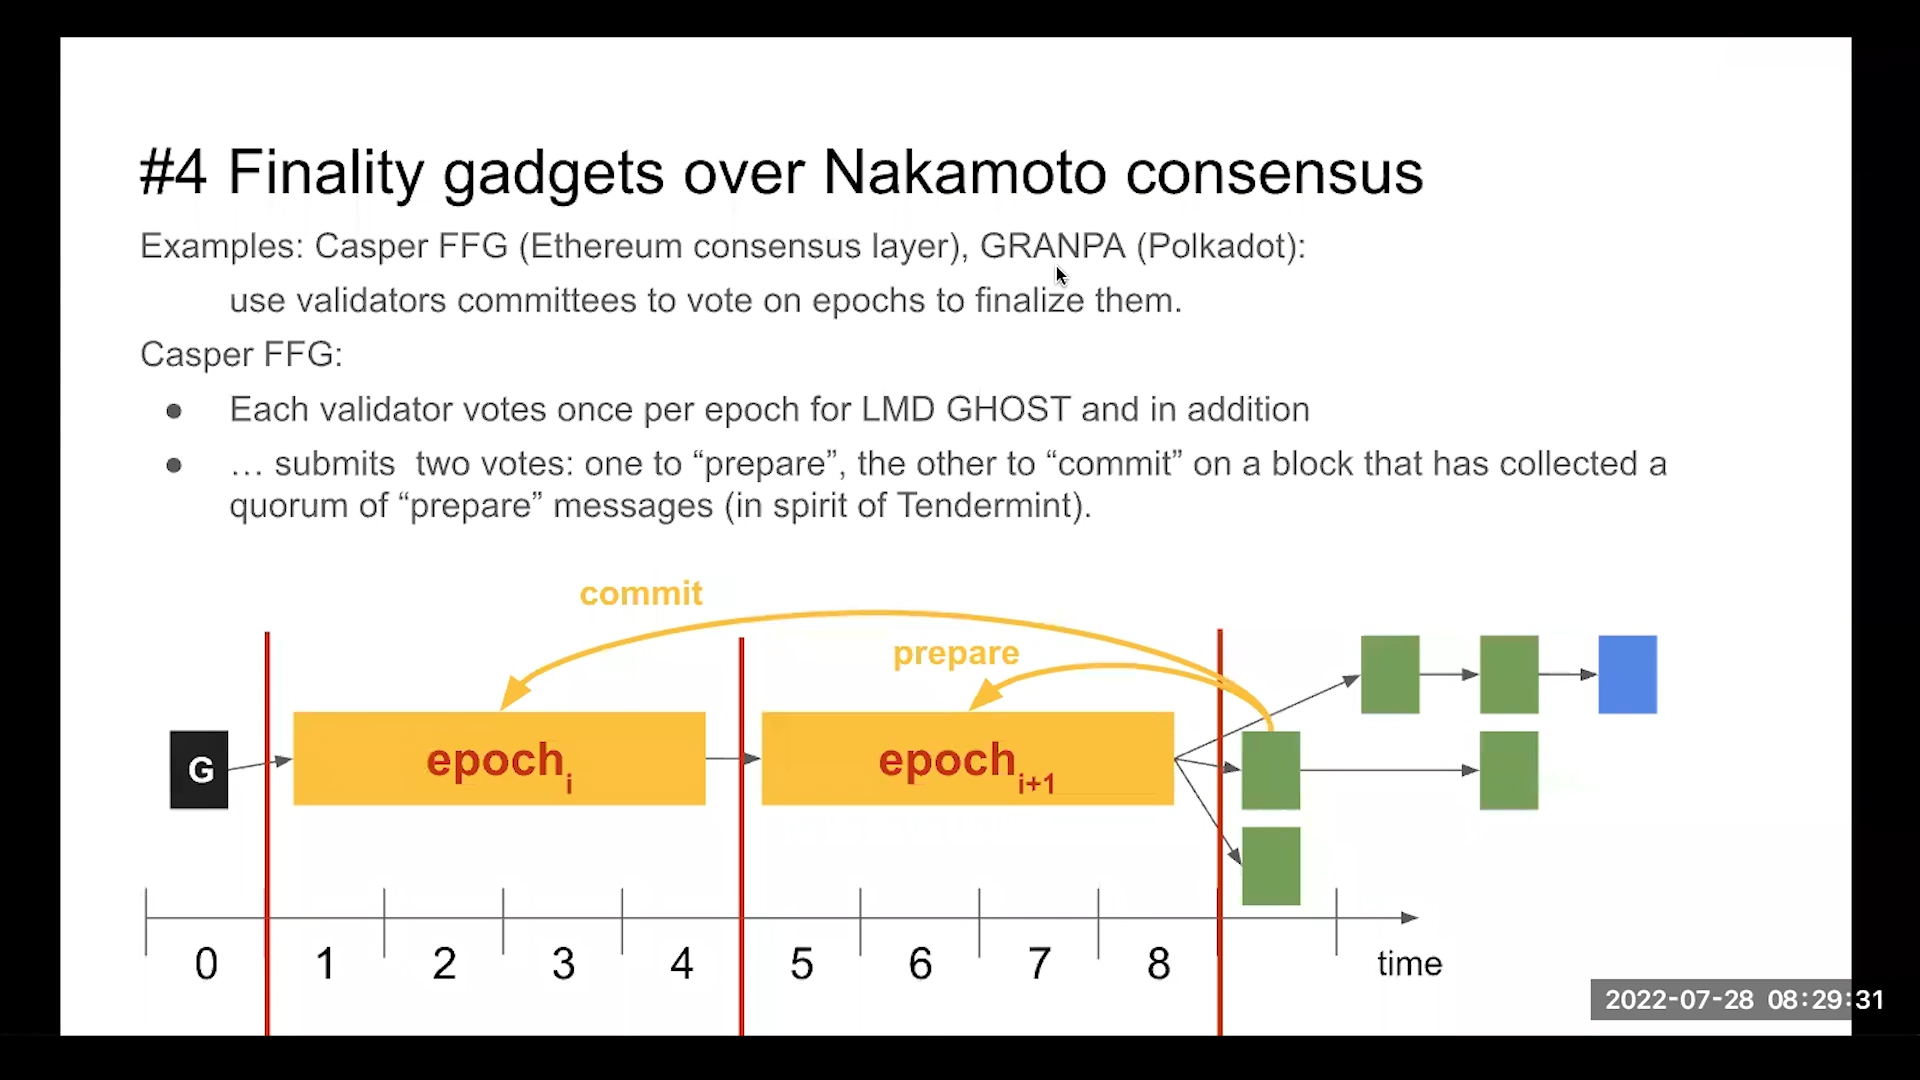 #4 Finality gadgets over Nakamoto consensus
Examples: Casper FFG (Ethereum consensus layer), GRANPA (Polkadot):
use validators committees to vote on epochs to finalize them.
Casper FFG:
● Each validator votes once per epoch for LMD GHOST and in addition
● … submits two votes: one to “prepare”, the other to “commit” on a block that has collected a
quorum of “prepare” messages (in spirit of Tendermint).
commit
prepare
G
epochi
epochi+1
0 1 2 3 4 5 6 7 8 time
2022-07-28 08:29:31